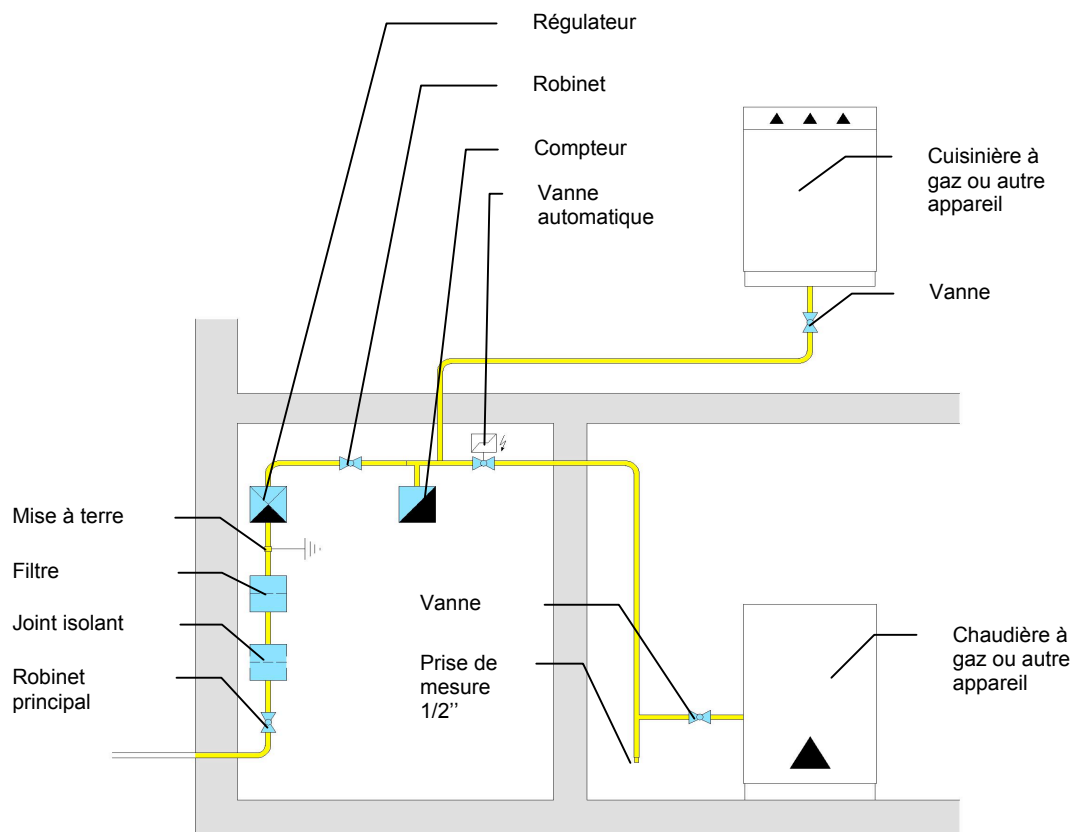 Régulateur
Robinet
Compteur
Vanne
automatique
Cuisinière à
gaz ou autre
appareil
Vanne
Mise à terre
Filtre
Joint isolant
Robinet
principal
Vanne
Prise de
mesure
1/2’’
Chaudière à
gaz ou autre
appareil